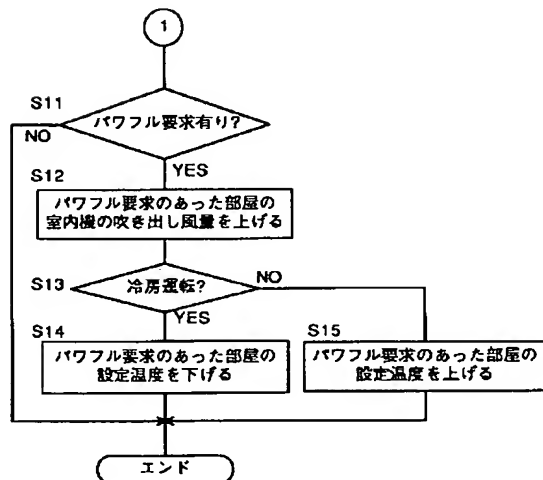 1
S11
パワフル要求有り?
NO
YES
S12
パワフル要求のあった部屋の
室内機の吹き出し風量を上げる
S13
冷房運転?
NO
YES
S14
パワフル要求のあった部屋の
設定温度を下げる
S15
パワフル要求のあった部屋の
設定温度を上げる
エンド